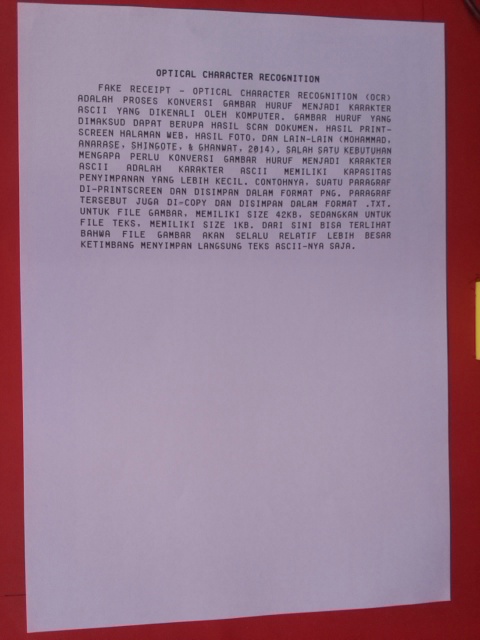 OPTICAL CHARACTER RECOGNITION
FAKE RECEIPT - OPTICAL CHARACTER RECOGNITION (OCR)
ADALAH PROSES KONVERSI GAMBAR HURUF MENJADI KARAKTER
ASCII YANG DIKENALI OLEH KOMPUTER. GAMBAR HURUF YANG
DIMAKSUD DAPAT BERUPA HASIL SCAN DOKUMEN, HASIL PRINT-
SCREEN HALAMAN WEB, HASIL FOTO, DAN LAIN-LAIN (MOHAMMAD,
ANARASE, SHINGOTE, & GHANWAT, 2014). SALAH SATU KEBUTUHAN
MENGAPA PERLU KONVERSI GAMBAR HURUF MENJADI KARAKTER
ASCII ADALAH KARAKTER ASCII MEMILIKI KAPASITAS
PENYIMPANAN YANG LEBIH KECIL. CONTOHNYA, SUATU PARAGRAF
DI-PRINTSCREEN DAN DISIMPAN DALAM FORMAT PNG. PARAGRAF
TERSEBUT JUGA DI-COPY DAN DISIMPAN DALAM FORMAT .TXT.
UNTUK FILE GAMBAR, MEMILIKI SIZE 42KB, SEDANGKAN UNTUK
FILE TEKS, MEMILIKI SIZE 1KB. DARI SINI BISA TERLIHAT
BAHWA FILE GAMBAR AKAN SELALU RELATIF LEBIH BESAR
KETIMBANG MENYIMPAN LANGSUNG TEKS ASCII-NYA SAJA.